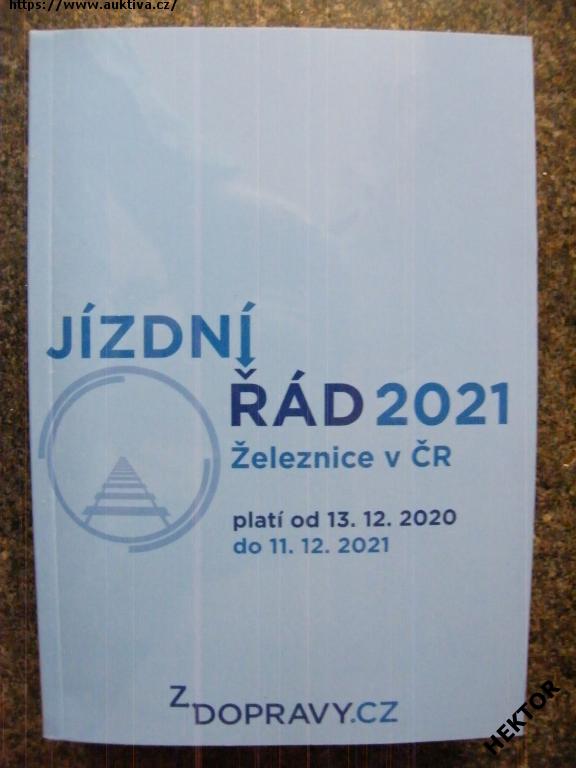 https://www.auktiva.cz/
JÍZDNÍ
ŘÁD 2021
Železnice v ČR
platí od 13. 12. 2020
do 11. 12. 2021
ZDOPRAVY.CZ
HEKTOR